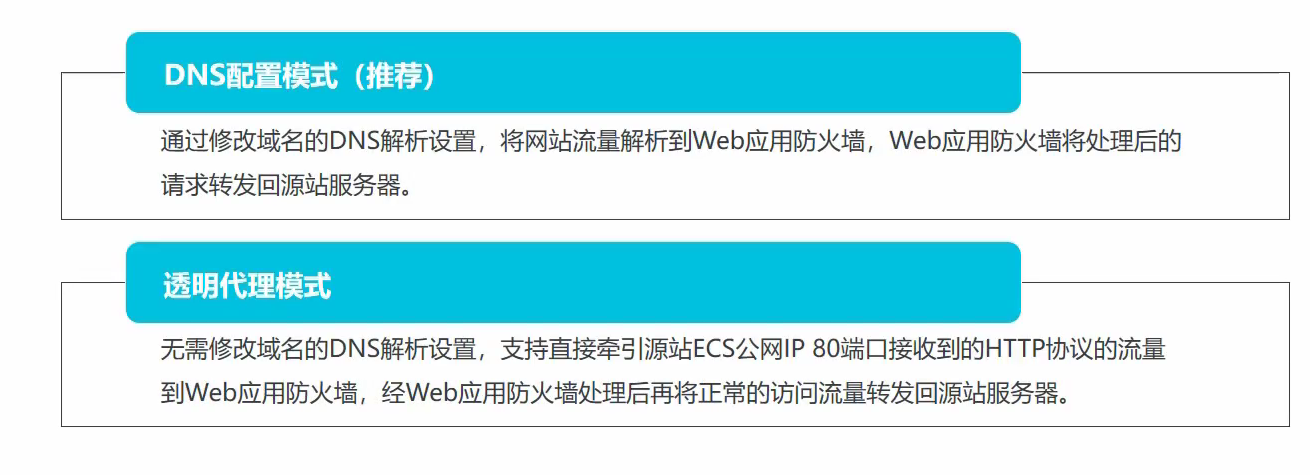 DNS配置模式（推荐）
通过修改域名的DNS解析设置，将网站流量解析到Web应用防火墙，Web应用防火墙将处理后的
请求转发回源站服务器。
透明代理模式
无需修改域名的DNS解析设置，支持直接牵引源站ECS公网IP 80端口接收到的HTTP协议的流量
到Web应用防火墙，经Web应用防火墙处理后再将正常的访问流量转发回源站服务器。